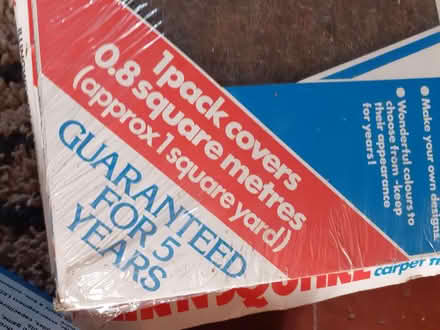 1 pack covers
0.8 square metres
(approx 1 square yard)
GUARANTEED
FOR 5
YEARS
● Make your own designs
● Wonderful colours to
choose from - keep
their appearance
for years!
carpet